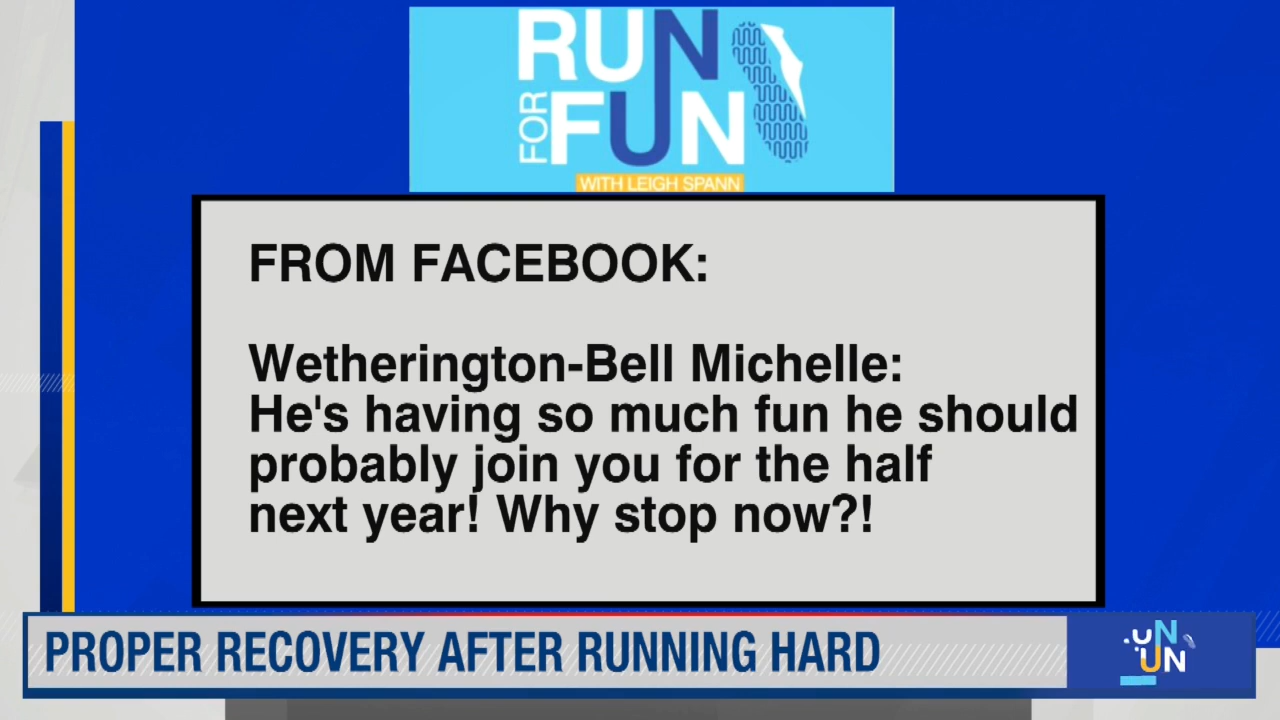 RUN
FOR FUN
WITH LEIGH SPANN
FROM FACEBOOK:
Wetherington-Bell Michelle:
He's having so much fun he should
probably join you for the half
next year! Why stop now?!
PROPER RECOVERY AFTER RUNNING HARD
UN
UN